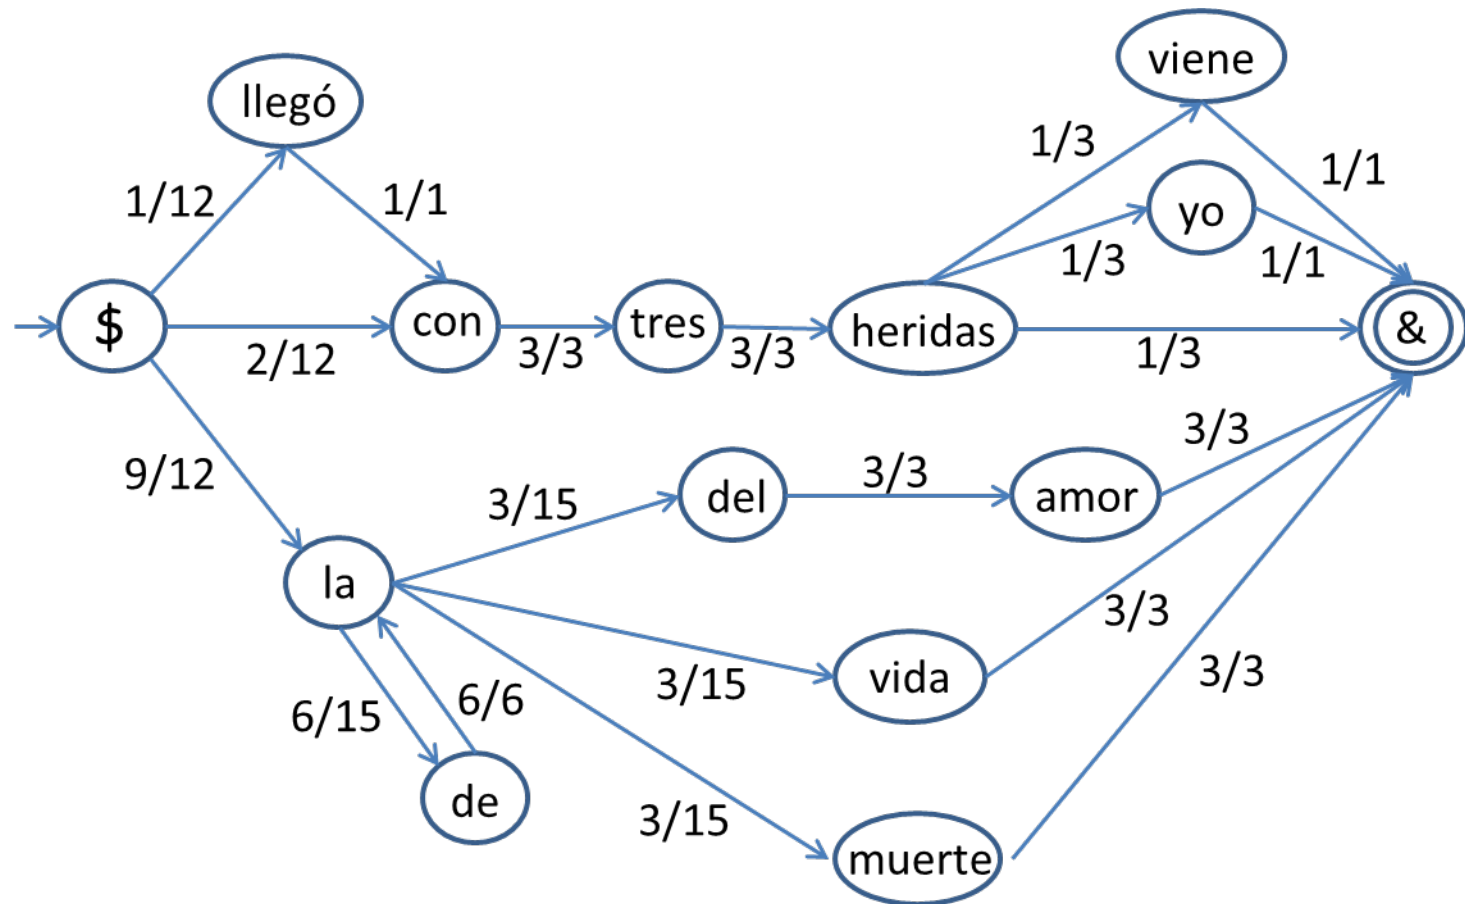 viene
llegó
1/3
1/12
1/1
1/1
yo
1/3
1/1
$
con
tres
heridas
&
2/12
3/3
3/3
1/3
9/12
3/15
del
3/3
amor
3/3
la
3/15
vida
3/3
6/15
6/6
3/3
de
3/15
muerte